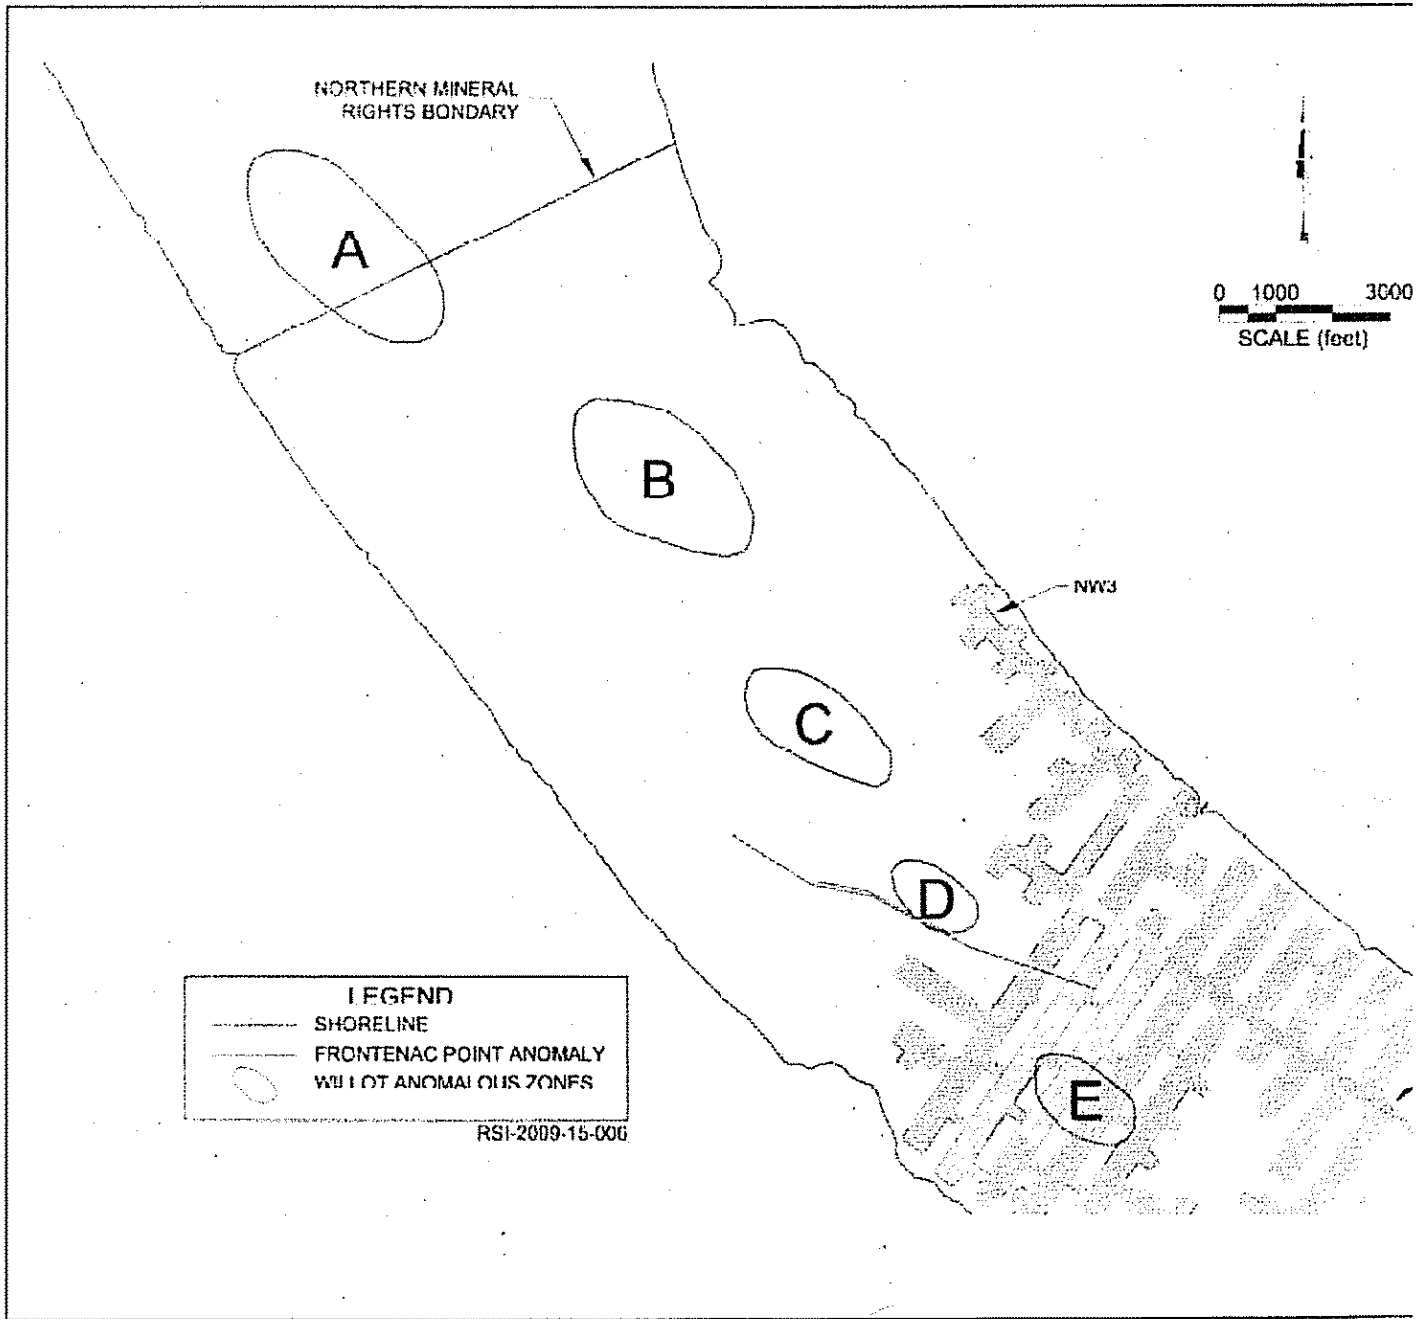 NORTHERN MINERAL
RIGHTS BONDARY
A
0 1000 3000
SCALE (feet)
B
NW3
C
D
LEGEND
SHORELINE
FRONTENAC POINT ANOMALY
WILLOT ANOMALOUS ZONES
E
RSI-2009-15-006